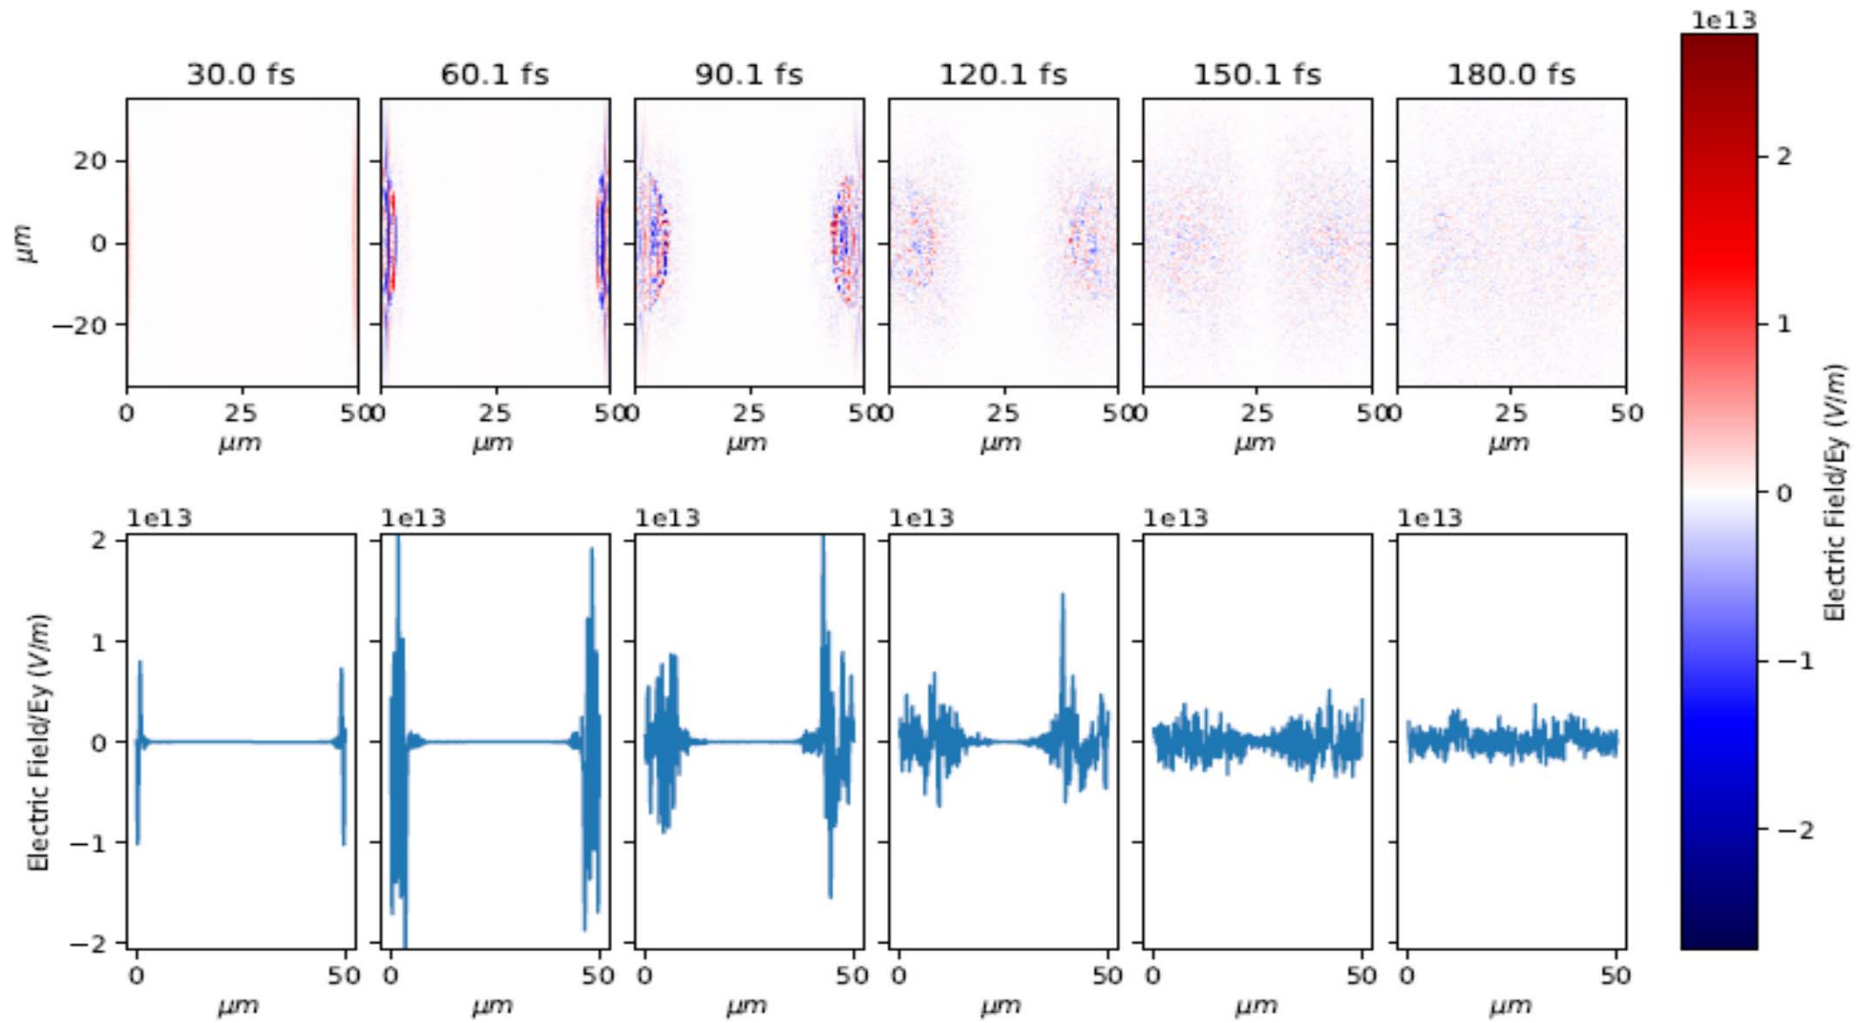 1e13
30.0 fs 60.1 fs 90.1 fs 120.1 fs 150.1 fs 180.0 fs
20
0
−20
μm
0 25 50 0 25 50 0 25 50 0 25 50 0 25 50 0 25 50
μm μm μm μm μm μm
2
1
0
−1
−2
Electric Field/Ey (V/m)
1e13 1e13 1e13 1e13 1e13 1e13
2
1
0
−1
−2
Electric Field/Ey (V/m)
0 50 0 50 0 50 0 50 0 50 0 50
μm μm μm μm μm μm